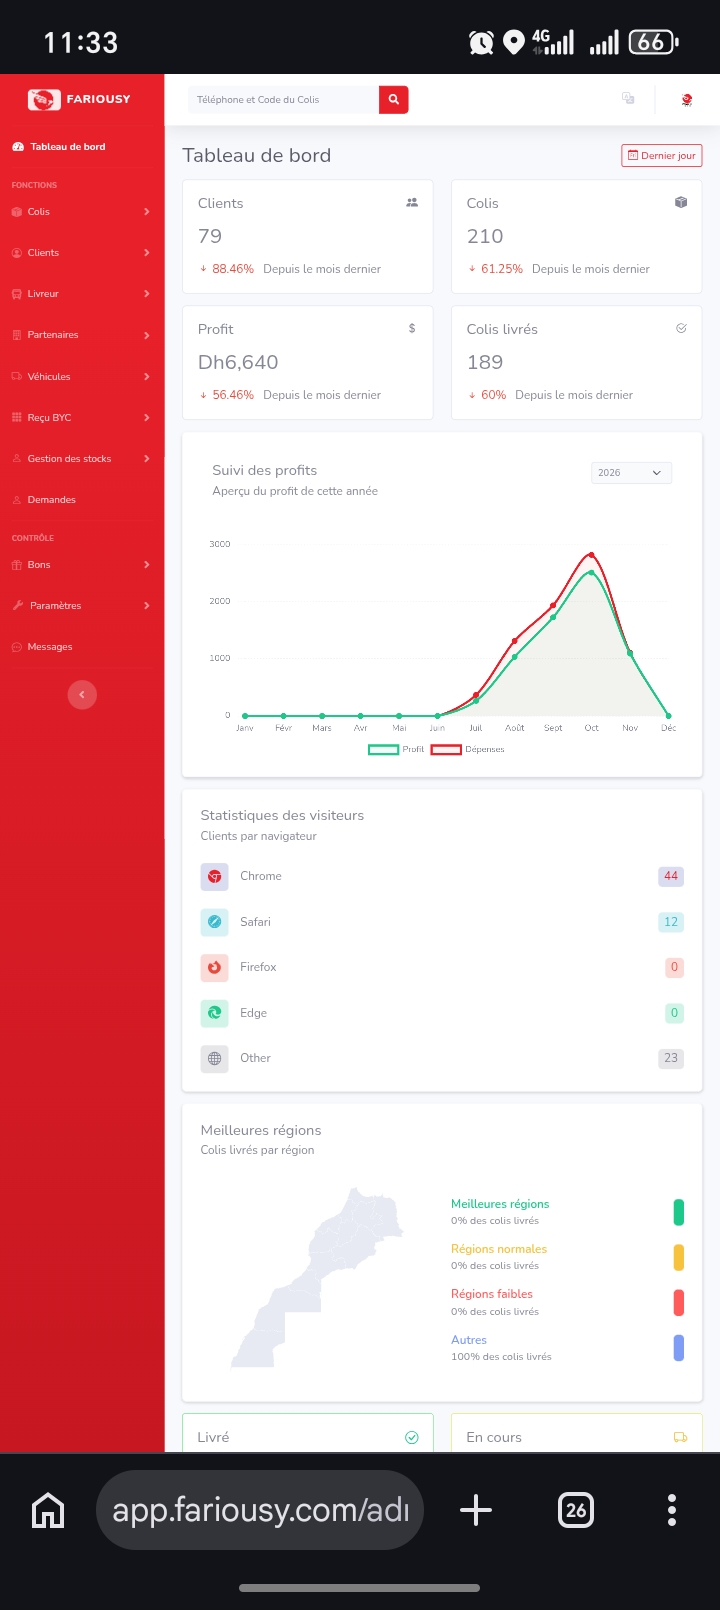 11:33
4G
66
FARIOUSY
Téléphone et Code du Colis
Tableau de bord
FONCTIONS
Colis
Clients
Livreur
Partenaires
Véhicules
Reçu BYC
Gestion des stocks
Demandes
CONTRÔLE
Bons
Paramètres
Messages
Tableau de bord
Dernier jour
Clients
79
88.46% Depuis le mois dernier
Colis
210
61.25% Depuis le mois dernier
Profit
$
Dh6,640
56.46% Depuis le mois dernier
Colis livrés
189
60% Depuis le mois dernier
Suivi des profits
Aperçu du profit de cette année
2026
3000
2000
1000
0
Janv Févr Mars Avr Mai Juin Juil Août Sept Oct Nov Déc
Profit Dépenses
Statistiques des visiteurs
Clients par navigateur
Chrome 44
Safari 12
Firefox 0
Edge 0
Other 23
Meilleures régions
Colis livrés par région
Meilleures régions
0% des colis livrés
Régions normales
0% des colis livrés
Régions faibles
0% des colis livrés
Autres
100% des colis livrés
Livré
En cours
app.fariousy.com/adı
26